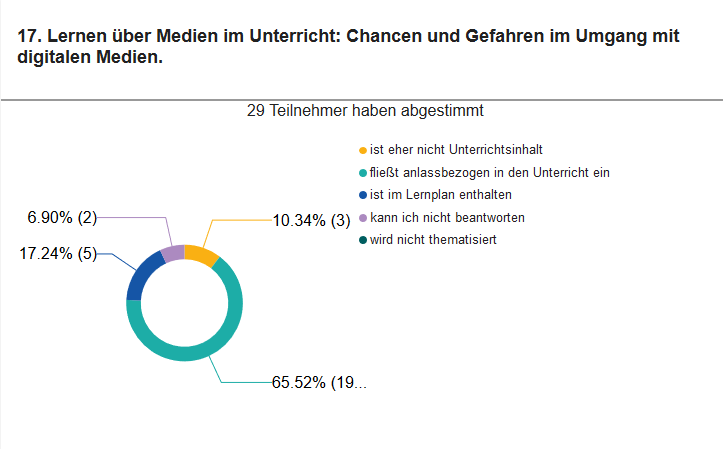 17. Lernen über Medien im Unterricht: Chancen und Gefahren im Umgang mit
digitalen Medien.
29 Teilnehmer haben abgestimmt
ist eher nicht Unterrichtsinhalt
fließt anlassbezogen in den Unterricht ein
ist im Lernplan enthalten
kann ich nicht beantworten
wird nicht thematisiert
6.90% (2)
10.34% (3)
17.24% (5)
65.52% (19...